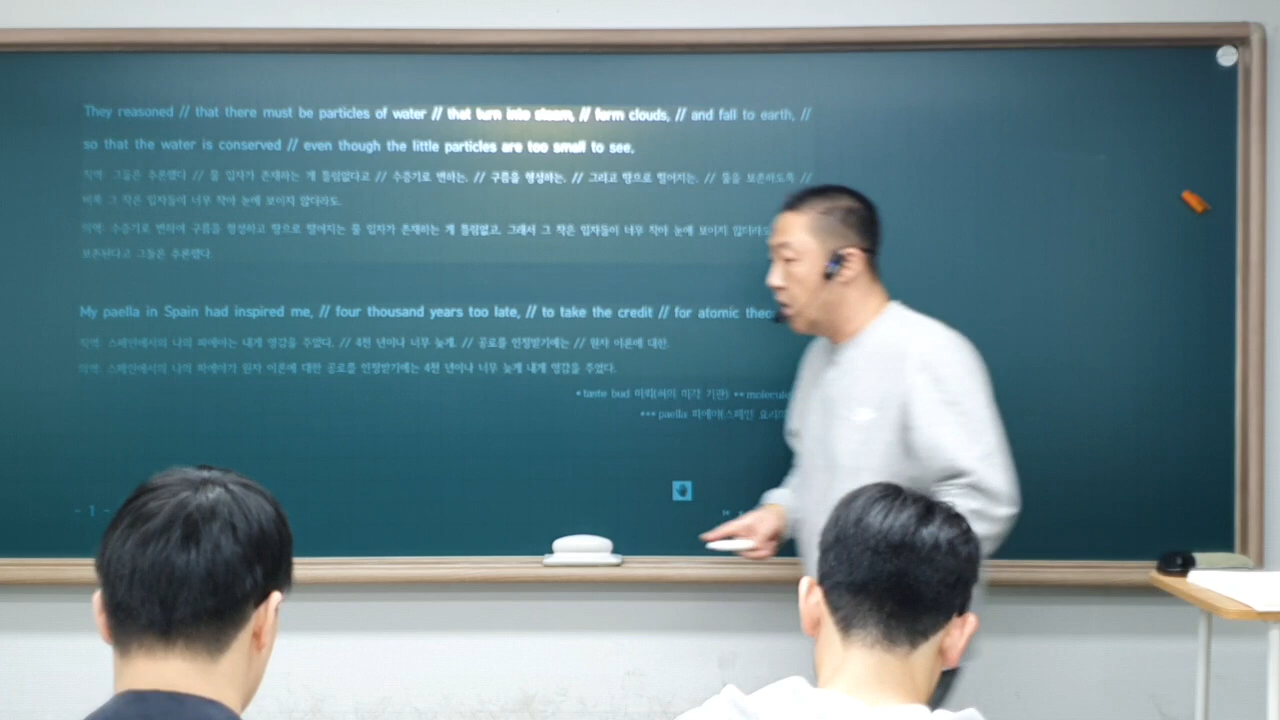 They reasoned // that there must be particles of water // that turn into steam, // form clouds, // and fall to earth, //
so that the water is conserved // even though the little particles are too small to see.
직역: 그들은 추론했다 // 물 입자가 존재하는 게 틀림없다고 // 수증기로 변하는, // 구름을 형성하는, // 그리고 땅으로 떨어지는, // 물을 보존하도록 //
비록 그 작은 입자들이 너무 작아 눈에 보이지 않더라도.
의역: 수증기로 변하여 구름을 형성하고 땅으로 떨어지는 물 입자가 존재하는 게 틀림없고, 그래서 그 작은 입자들이 너무 작아 눈에 보이지 않더라도
보존된다고 그들은 추론했다.
My paella in Spain had inspired me, // four thousand years too late, // to take the credit // for atomic theo
직역: 스페인에서의 나의 파에야는 내게 영감을 주었다, // 4천 년이나 너무 늦게, // 공로를 인정받기에는 // 원자 이론에 대한.
의역: 스페인에서의 나의 파에야가 원자 이론에 대한 공로를 인정받기에는 4천 년이나 너무 늦게 내게 영감을 주었다.
* taste bud 미뢰(혀의 미각 기관) ** molecul
*** paella 파에야(스페인 요리의
- 1 -